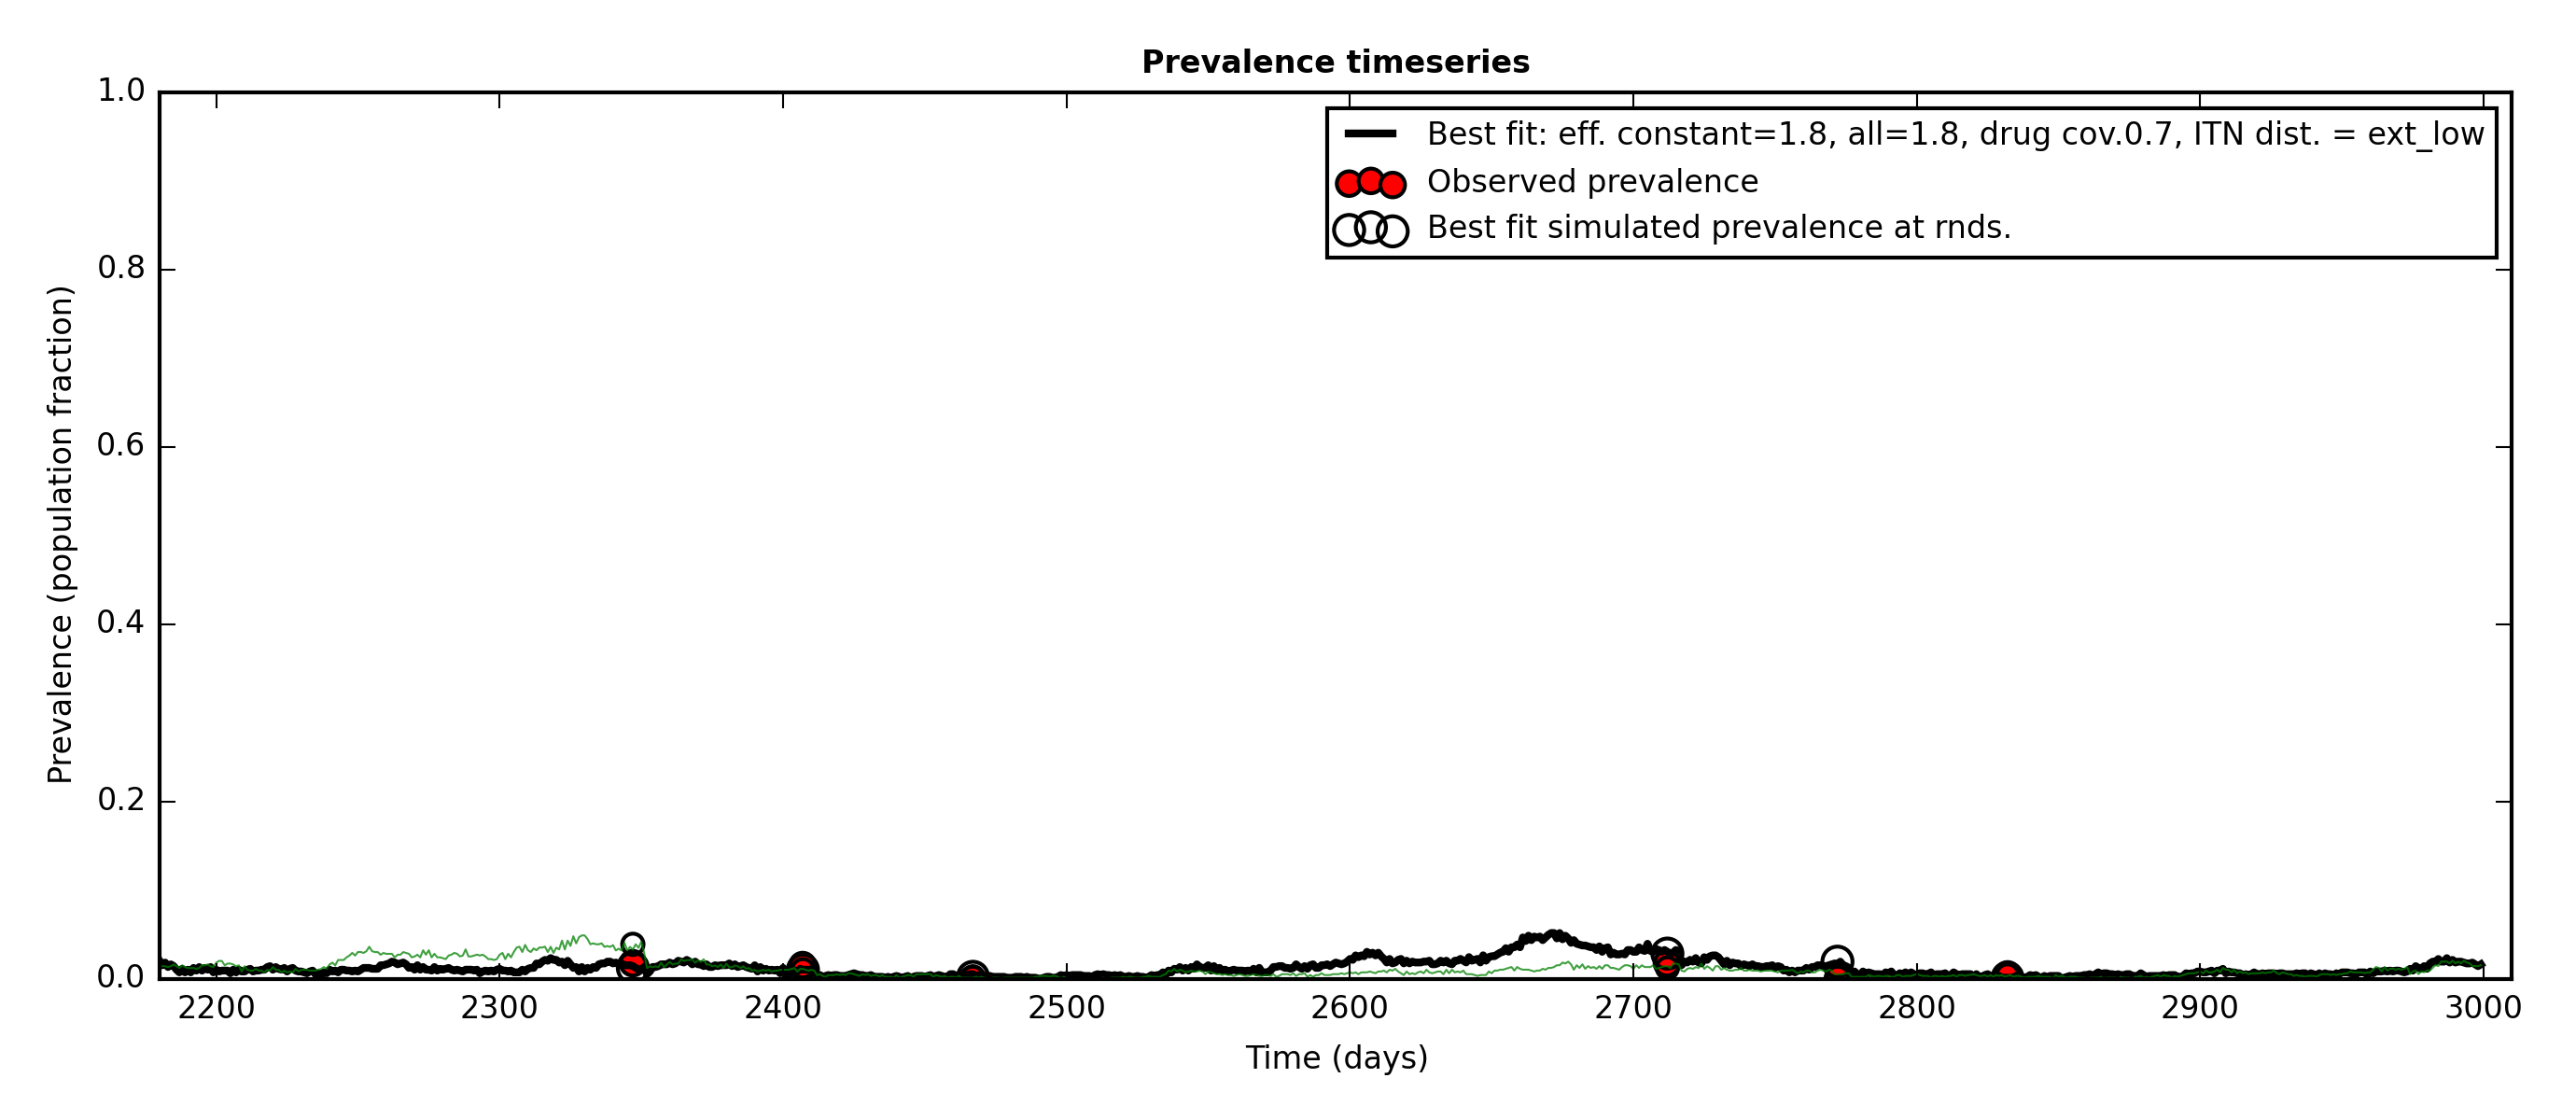 Prevalence timeseries
1.0
0.8
0.6
0.4
0.2
0.0
Prevalence (population fraction)
Best fit: eff. constant=1.8, all=1.8, drug cov.0.7, ITN dist. = ext_low
Observed prevalence
Best fit simulated prevalence at rnds.
2200 2300 2400 2500 2600 2700 2800 2900 3000
Time (days)